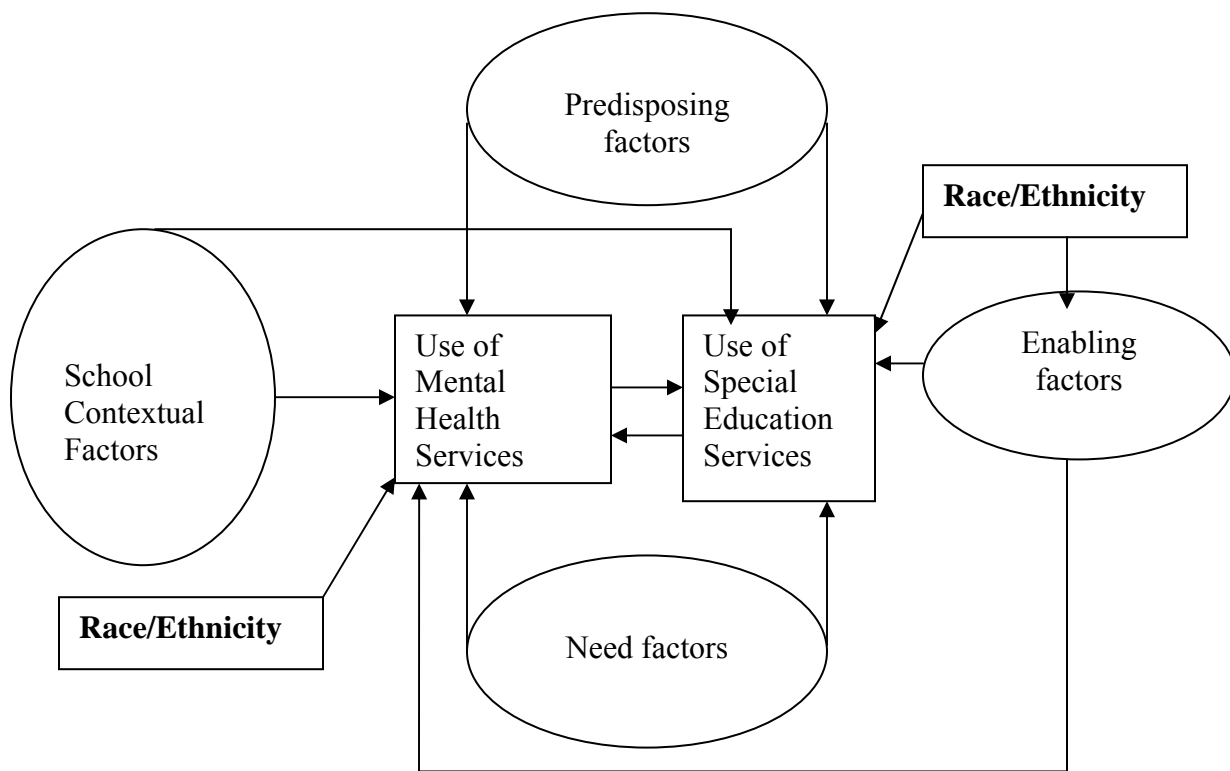 Predisposing
factors
Race/Ethnicity
School
Contextual
Factors
Use of
Mental
Health
Services
Use of
Special
Education
Services
Enabling
factors
Race/Ethnicity
Need factors